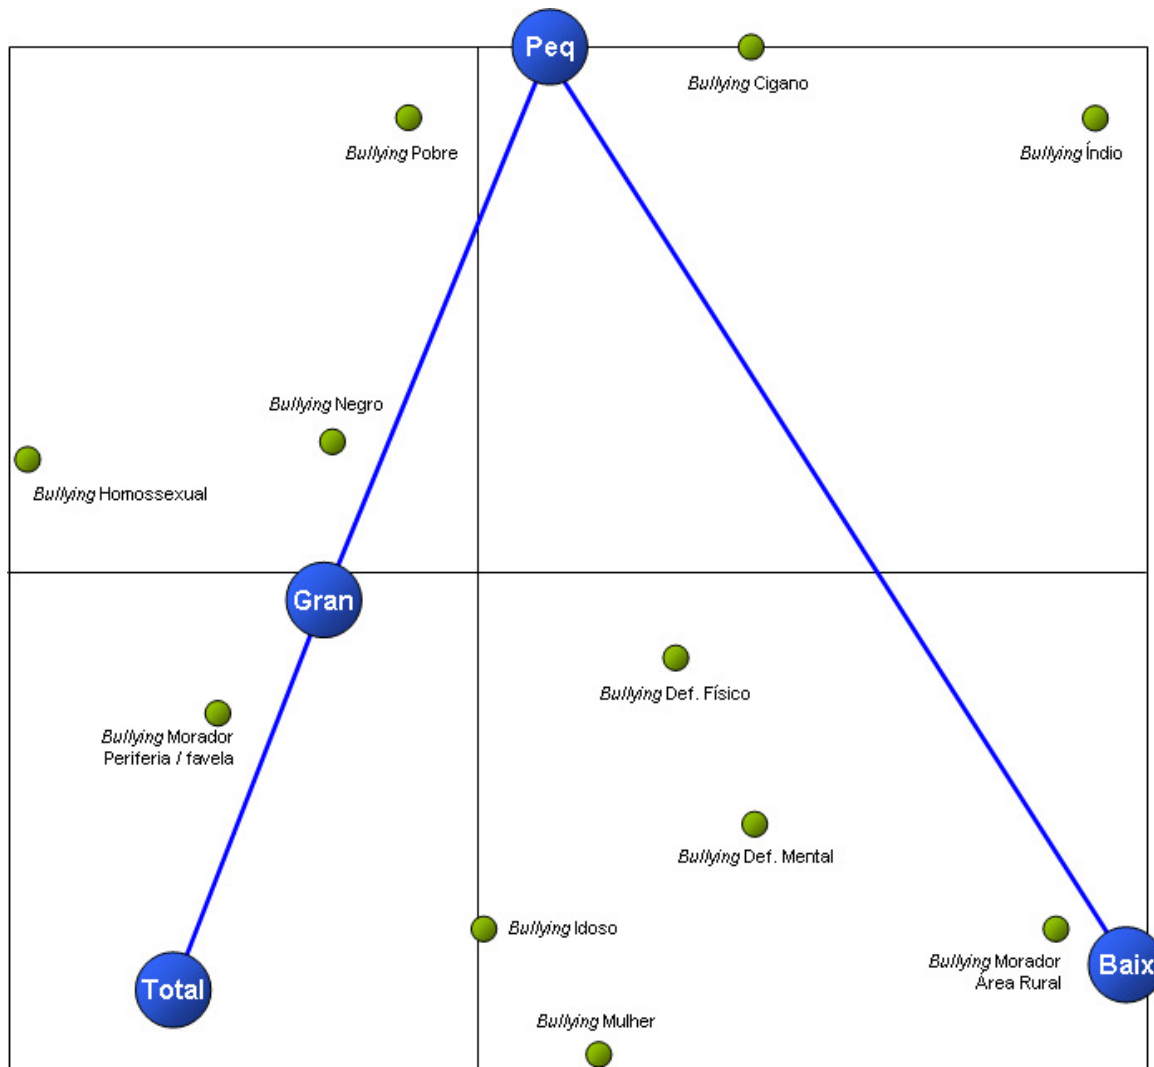 Peq
Bullying Cigano
Bullying Pobre
Bullying Índio
Bullying Negro
Bullying Homossexual
Gran
Bullying Def. Físico
Bullying Morador
Periferia / favela
Bullying Def. Mental
Bullying Idoso
Bullying Morador
Área Rural
Baix
Total
Bullying Mulher